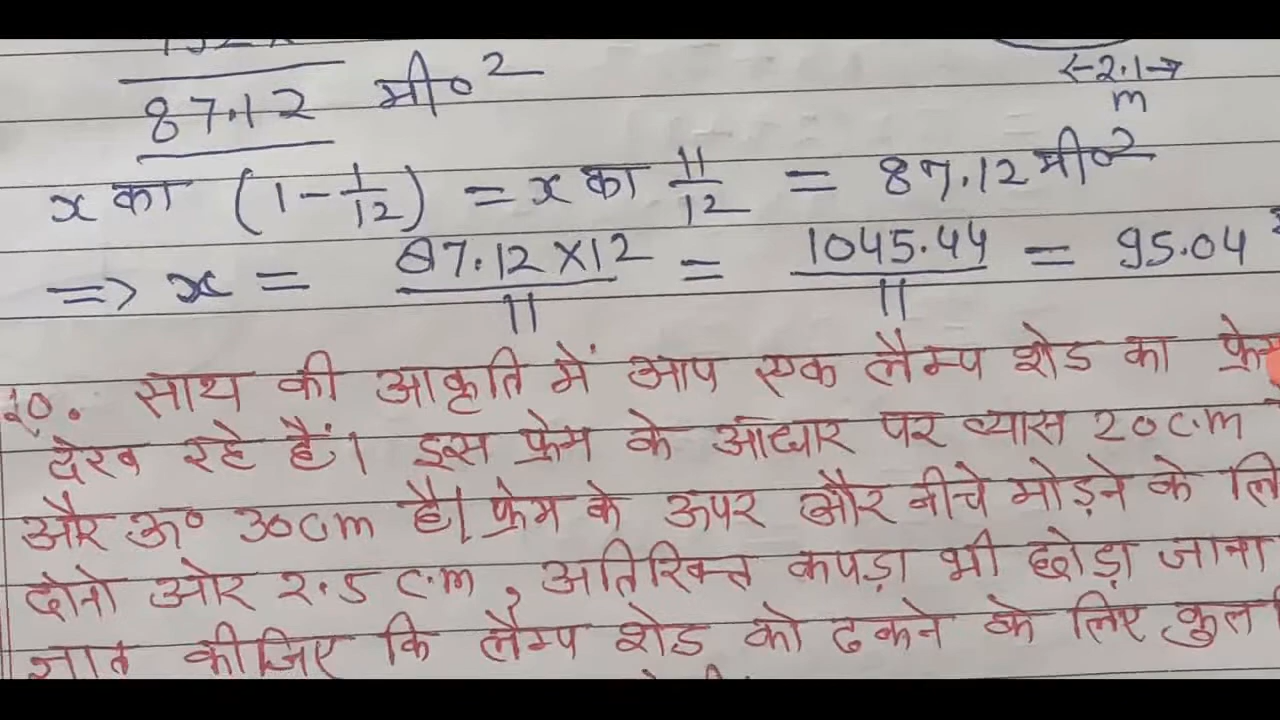 ←2.1→
m
87.12 मी०²
x का (1 - 1/12) = x का 11/12 = 87.12 मी०²
=> x = 87.12 X 12 / 11 = 1045.44 / 11 = 95.04
20. साथ की आकृति में आप एक लैम्प शेड का
देख रहे हैं। इस फ्रेम के आधार पर व्यास 20 c.m
और ऊ० 30 cm है। फ्रेम के ऊपर और नीचे मोड़ने के
दोनो ओर 2.5 c.m, अतिरिक्त कपड़ा भी छोड़ा जाना
ज्ञात कीजिए कि लैम्प शेड को ढकने के लिए कुल